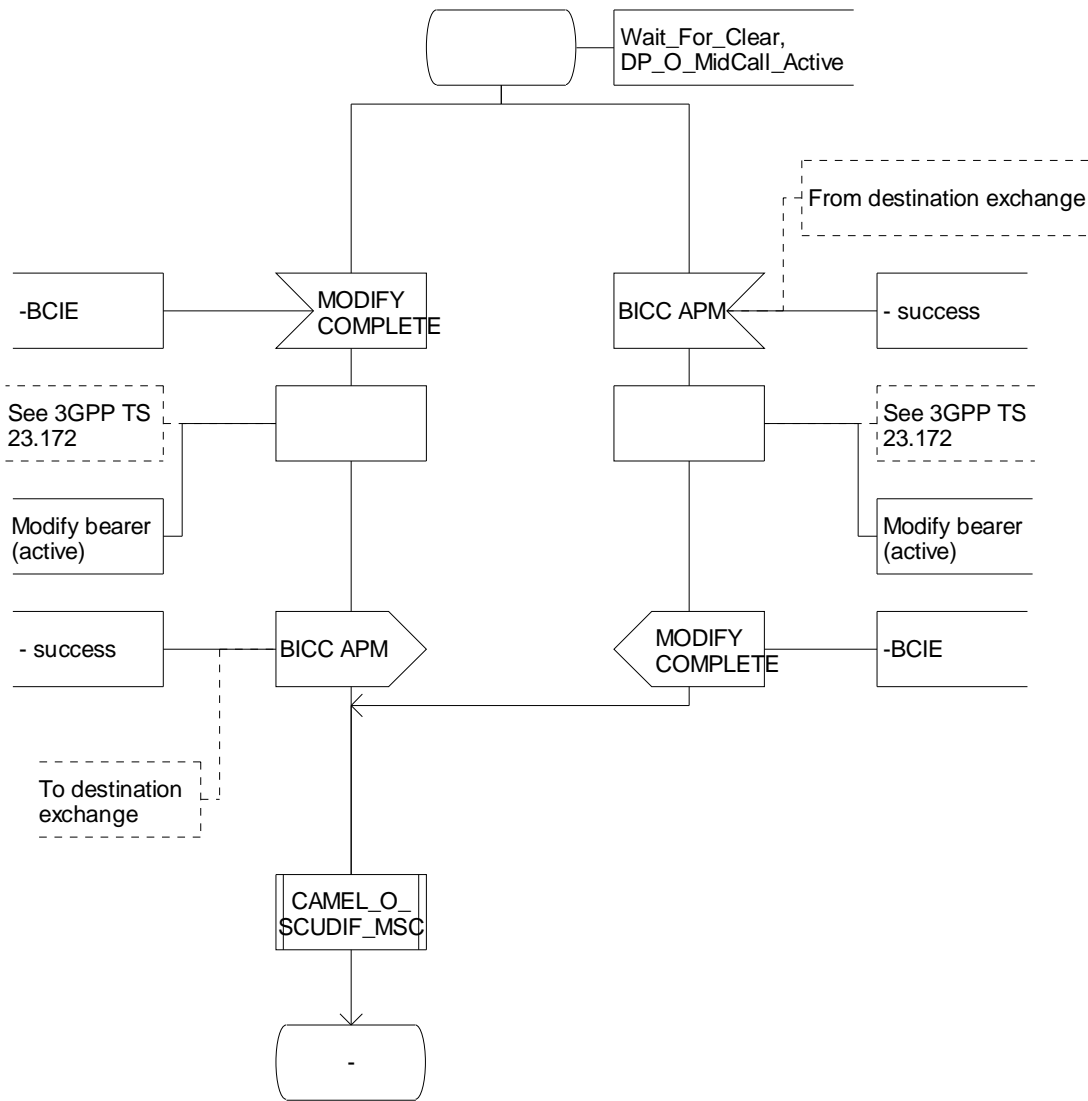 Wait_For_Clear,
DP_O_MidCall_Active
From destination exchange
-BCIE
MODIFY
COMPLETE
BICC APM
- success
See 3GPP TS
23.172
See 3GPP TS
23.172
Modify bearer
(active)
Modify bearer
(active)
- success
BICC APM
MODIFY
COMPLETE
-BCIE
To destination
exchange
CAMEL_O_
SCUDIF_MSC
-